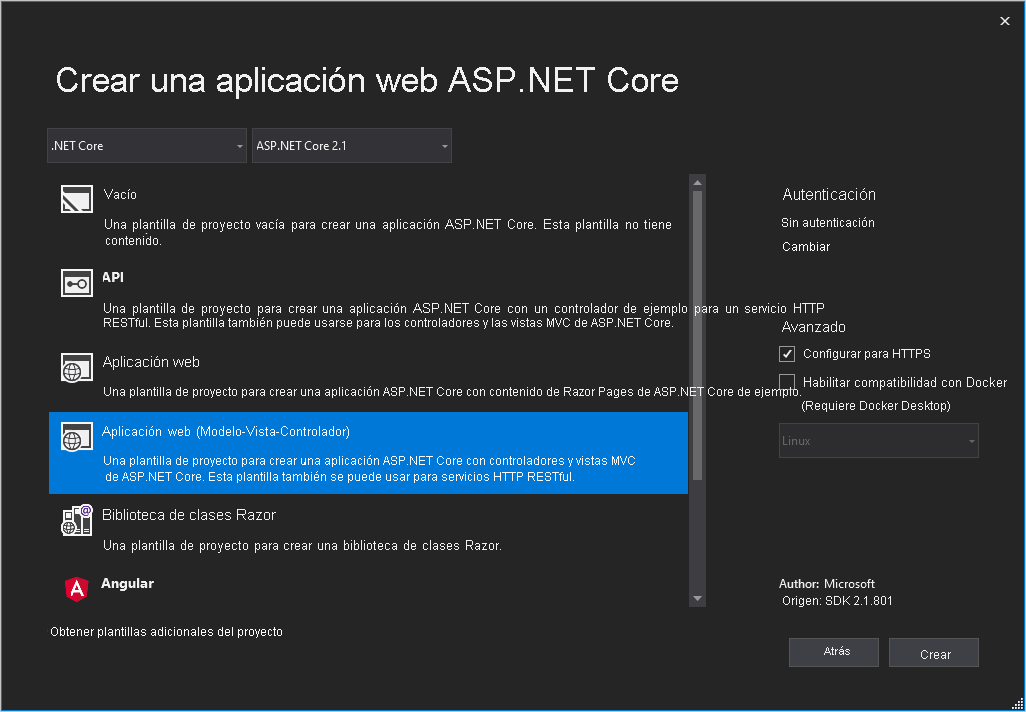 Crear una aplicación web ASP.NET Core
.NET Core
ASP.NET Core 2.1
Vacío
Una plantilla de proyecto vacía para crear una aplicación ASP.NET Core. Esta plantilla no tiene
contenido.
API
Una plantilla de proyecto para crear una aplicación ASP.NET Core con un controlador de ejemplo para un servicio HTTP
RESTful. Esta plantilla también puede usarse para los controladores y las vistas MVC de ASP.NET Core.
Aplicación web
Una plantilla de proyecto para crear una aplicación ASP.NET Core con contenido de Razor Pages de ASP.NET Core de ejemplo.
Aplicación web (Modelo-Vista-Controlador)
Una plantilla de proyecto para crear una aplicación ASP.NET Core con controladores y vistas MVC
de ASP.NET Core. Esta plantilla también se puede usar para servicios HTTP RESTful.
Biblioteca de clases Razor
Una plantilla de proyecto para crear una biblioteca de clases Razor.
Angular
Obtener plantillas adicionales del proyecto
Autenticación
Sin autenticación
Cambiar
Avanzado
Configurar para HTTPS
Habilitar compatibilidad con Docker
(Requiere Docker Desktop)
Linux
Author: Microsoft
Origen: SDK 2.1.801
Atrás
Crear